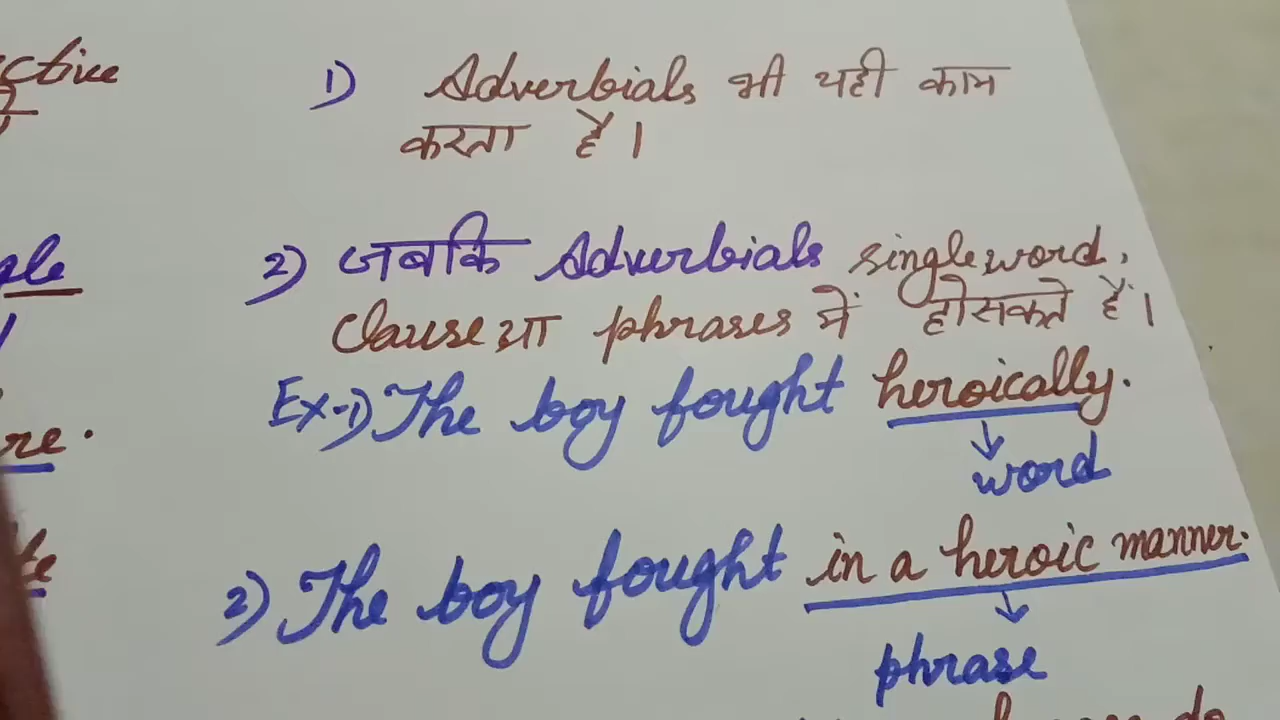 1) Adverbials भी यही काम
करता है।
2) जबकि Adverbials single word,
Clause या phrases में होसकते हैं।
Ex-1) The boy fought heroically.
word
2) The boy fought in a heroic manner.
phrase